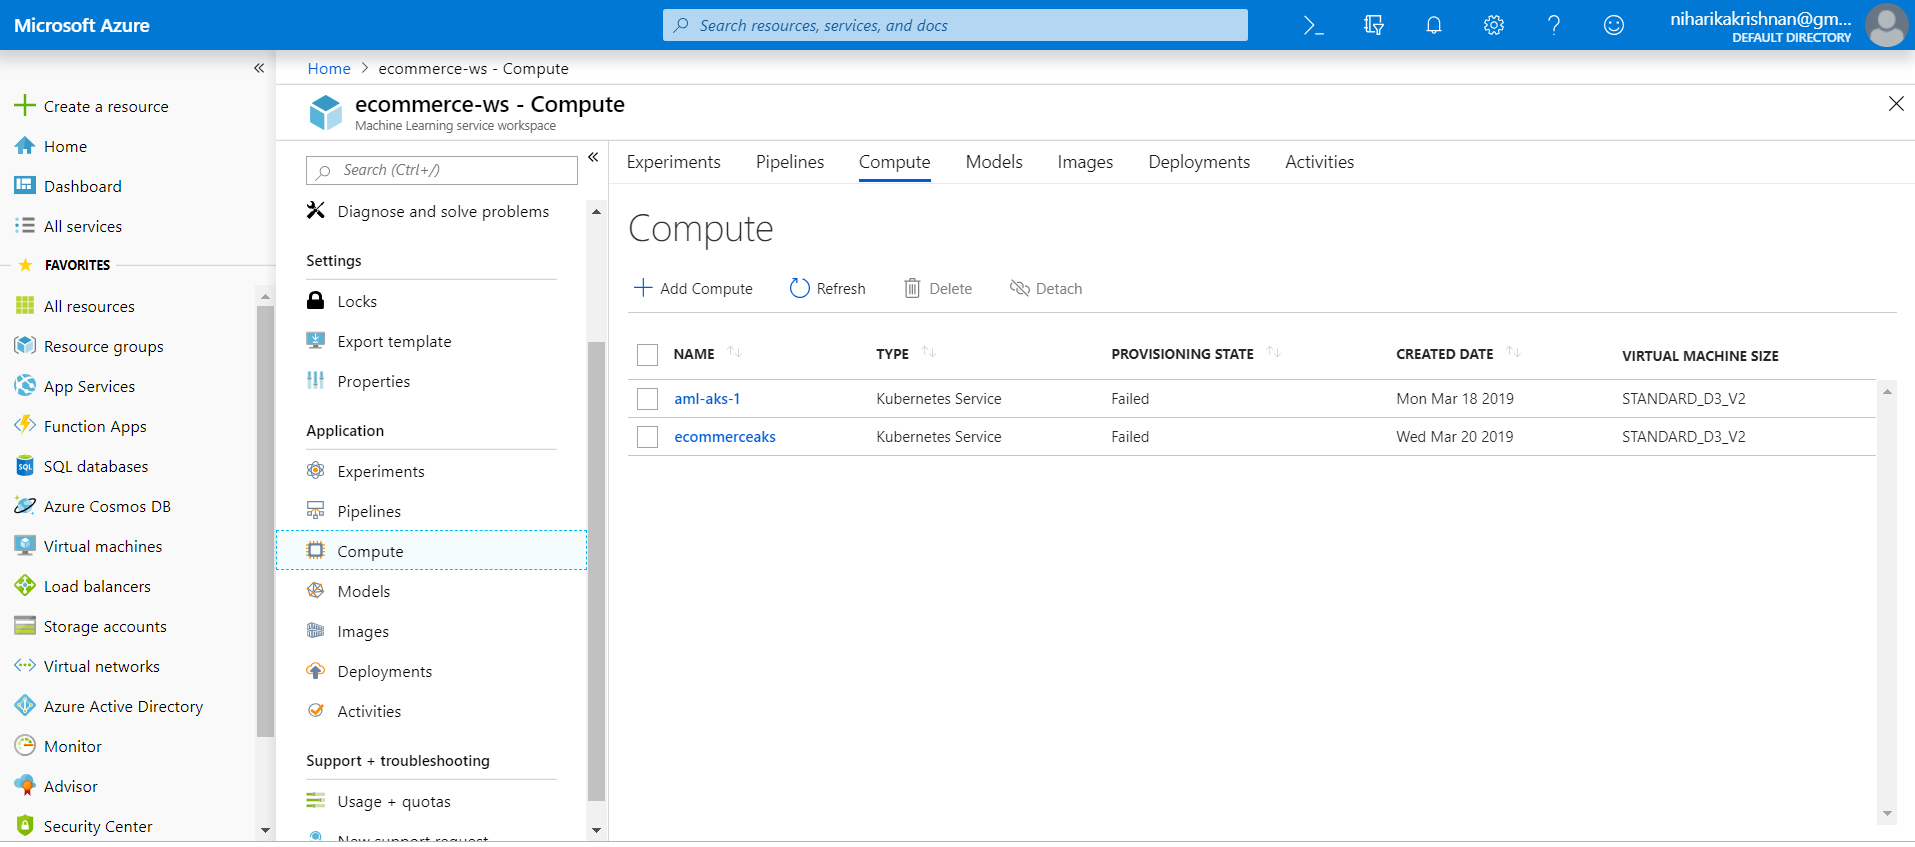 Microsoft Azure
Search resources, services, and docs
niharikakrishnan@gm...
DEFAULT DIRECTORY
Create a resource
Home
Dashboard
All services
FAVORITES
All resources
Resource groups
App Services
Function Apps
SQL databases
Azure Cosmos DB
Virtual machines
Load balancers
Storage accounts
Virtual networks
Azure Active Directory
Monitor
Advisor
Security Center
Home > ecommerce-ws - Compute
ecommerce-ws - Compute
Machine Learning service workspace
Search (Ctrl+/)
Diagnose and solve problems
Settings
Locks
Export template
Properties
Application
Experiments
Pipelines
Compute
Models
Images
Deployments
Activities
Support + troubleshooting
Usage + quotas
New support request
Experiments Pipelines Compute Models Images Deployments Activities
Compute
Add Compute Refresh Delete Detach
NAME TYPE PROVISIONING STATE CREATED DATE VIRTUAL MACHINE SIZE
aml-aks-1 Kubernetes Service Failed Mon Mar 18 2019 STANDARD_D3_V2
ecommerceaks Kubernetes Service Failed Wed Mar 20 2019 STANDARD_D3_V2